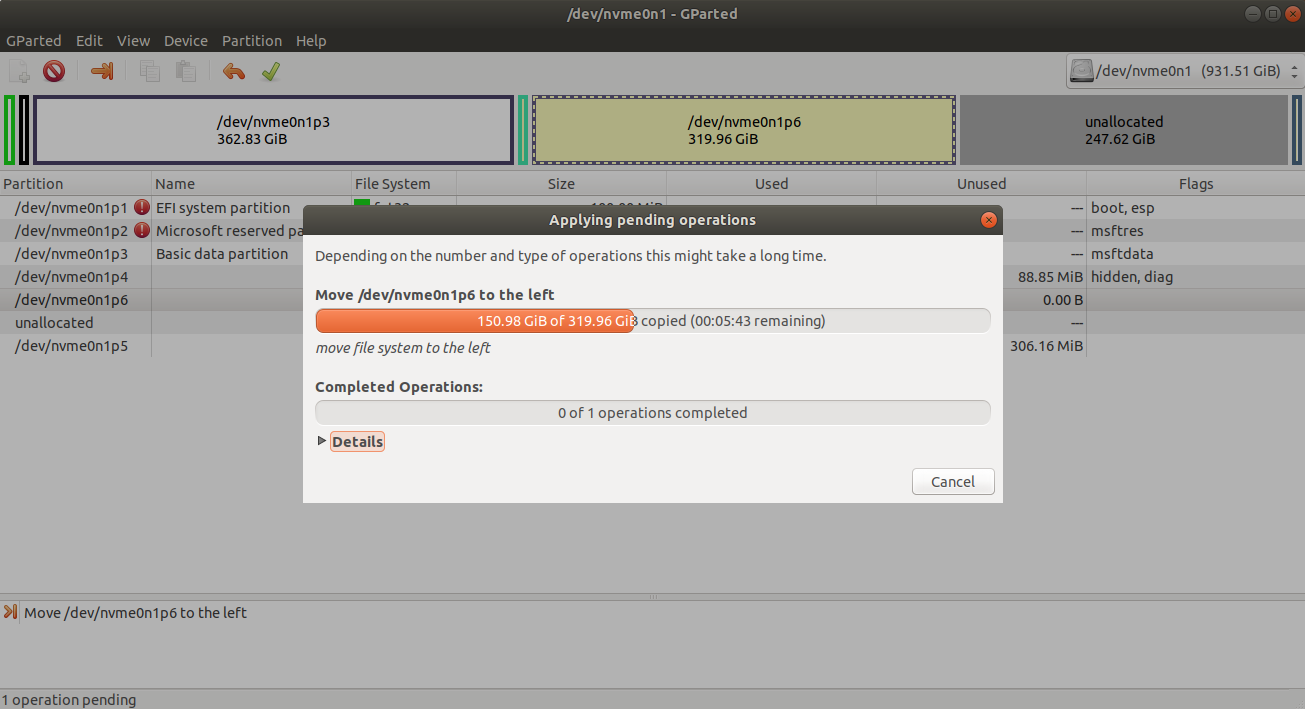 /dev/nvme0n1 - GParted
GParted Edit View Device Partition Help
/dev/nvme0n1 (931.51 GiB)
/dev/nvme0n1p3
362.83 GiB
/dev/nvme0n1p6
319.96 GiB
unallocated
247.62 GiB
Partition Name File System Size Used Unused Flags
/dev/nvme0n1p1 EFI system partition --- boot, esp
/dev/nvme0n1p2 Microsoft reserved pa --- msftres
/dev/nvme0n1p3 Basic data partition --- msftdata
/dev/nvme0n1p4 88.85 MiB hidden, diag
/dev/nvme0n1p6 0.00 B
unallocated ---
/dev/nvme0n1p5 306.16 MiB
Applying pending operations
Depending on the number and type of operations this might take a long time.
Move /dev/nvme0n1p6 to the left
150.98 GiB of 319.96 GiB copied (00:05:43 remaining)
move file system to the left
Completed Operations:
0 of 1 operations completed
Details
Cancel
Move /dev/nvme0n1p6 to the left
1 operation pending